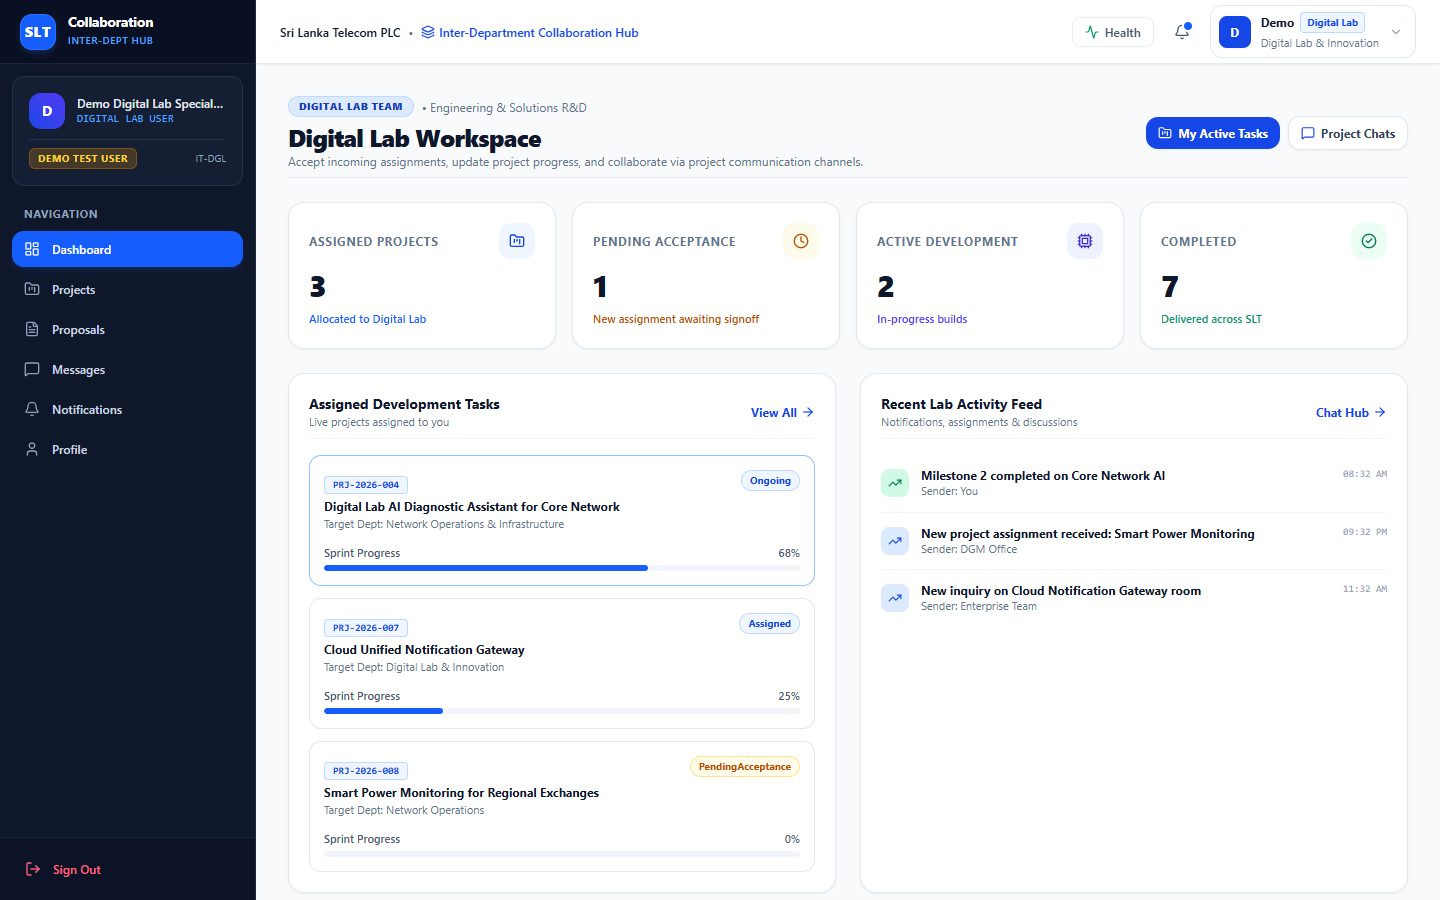 SLT
Collaboration
INTER-DEPT HUB
D
Demo Digital Lab Special...
DIGITAL LAB USER
DEMO TEST USER
IT-DGL
NAVIGATION
Dashboard
Projects
Proposals
Messages
Notifications
Profile
Sign Out
Sri Lanka Telecom PLC • Inter-Department Collaboration Hub
Health
D
Demo Digital Lab
Digital Lab & Innovation
DIGITAL LAB TEAM • Engineering & Solutions R&D
Digital Lab Workspace
Accept incoming assignments, update project progress, and collaborate via project communication channels.
My Active Tasks
Project Chats
ASSIGNED PROJECTS
3
Allocated to Digital Lab
PENDING ACCEPTANCE
1
New assignment awaiting signoff
ACTIVE DEVELOPMENT
2
In-progress builds
COMPLETED
7
Delivered across SLT
Assigned Development Tasks
Live projects assigned to you
View All
PRJ-2026-004
Ongoing
Digital Lab AI Diagnostic Assistant for Core Network
Target Dept: Network Operations & Infrastructure
Sprint Progress 68%
PRJ-2026-007
Assigned
Cloud Unified Notification Gateway
Target Dept: Digital Lab & Innovation
Sprint Progress 25%
PRJ-2026-008
PendingAcceptance
Smart Power Monitoring for Regional Exchanges
Target Dept: Network Operations
Sprint Progress 0%
Recent Lab Activity Feed
Notifications, assignments & discussions
Chat Hub
Milestone 2 completed on Core Network AI
Sender: You
08:32 AM
New project assignment received: Smart Power Monitoring
Sender: DGM Office
09:32 PM
New inquiry on Cloud Notification Gateway room
Sender: Enterprise Team
11:32 AM